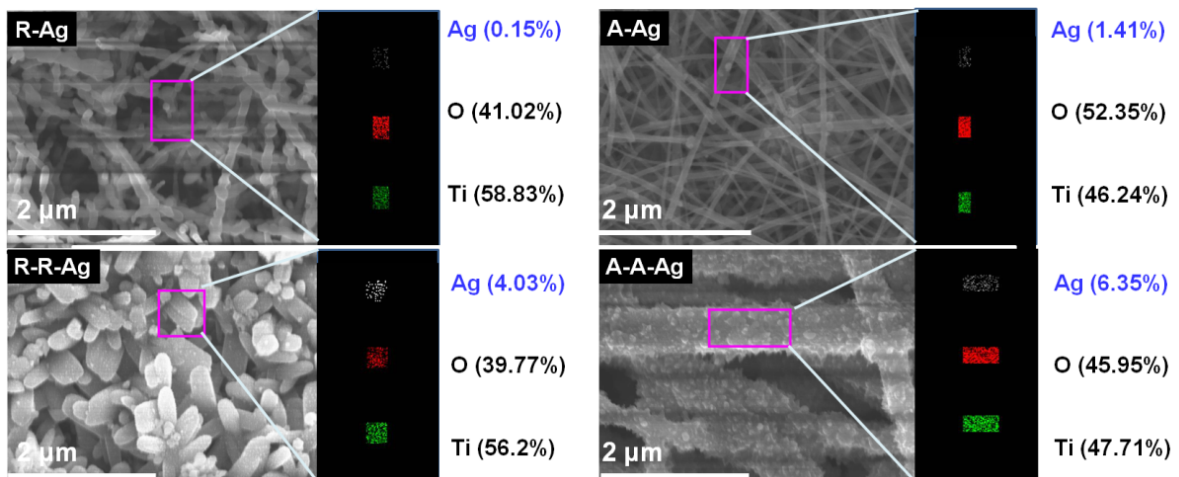 R-Ag
Ag (0.15%)
O (41.02%)
Ti (58.83%)
2 μm
A-Ag
Ag (1.41%)
O (52.35%)
Ti (46.24%)
2 μm
R-R-Ag
Ag (4.03%)
O (39.77%)
Ti (56.2%)
2 μm
A-A-Ag
Ag (6.35%)
O (45.95%)
Ti (47.71%)
2 μm